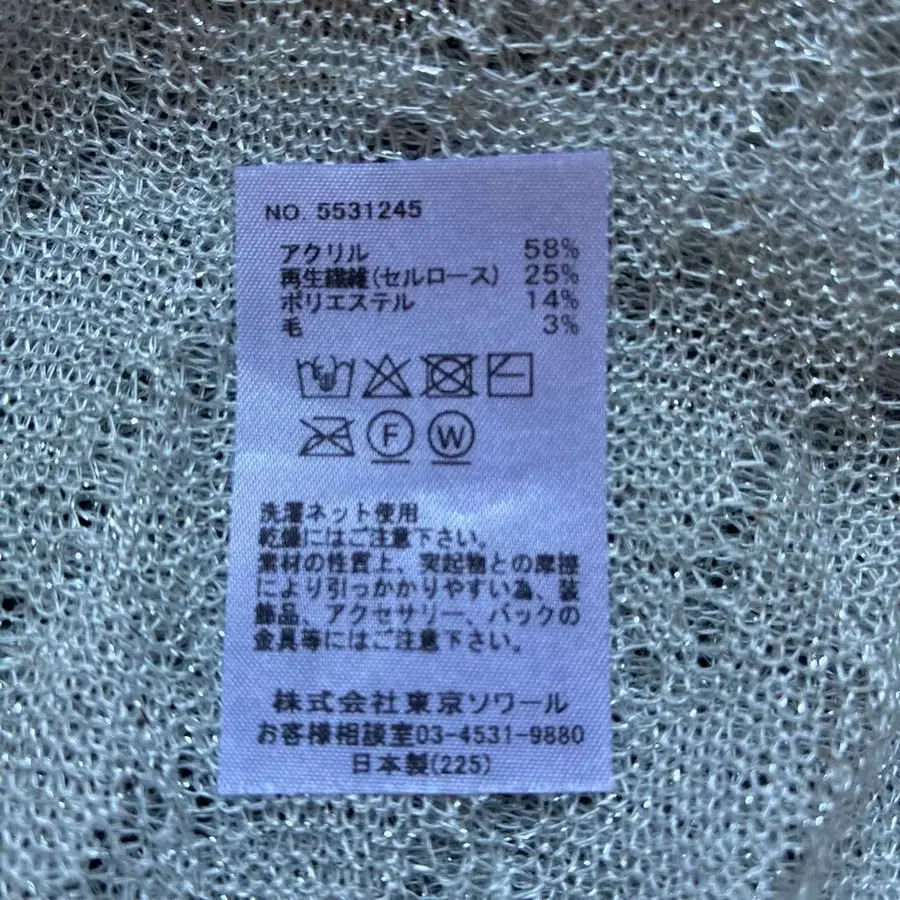 NO. 5531245
アクリル 58%
再生繊維(セルロース) 25%
ポリエステル 14%
毛 3%
F W
洗濯ネット使用
乾燥にはご注意下さい。
素材の性質上、突起物との摩擦
により引っかかりやすい為、装
飾品、アクセサリー、バックの
金具等にはご注意下さい。
株式会社東京ソワール
お客様相談室03-4531-9880
日本製(225)